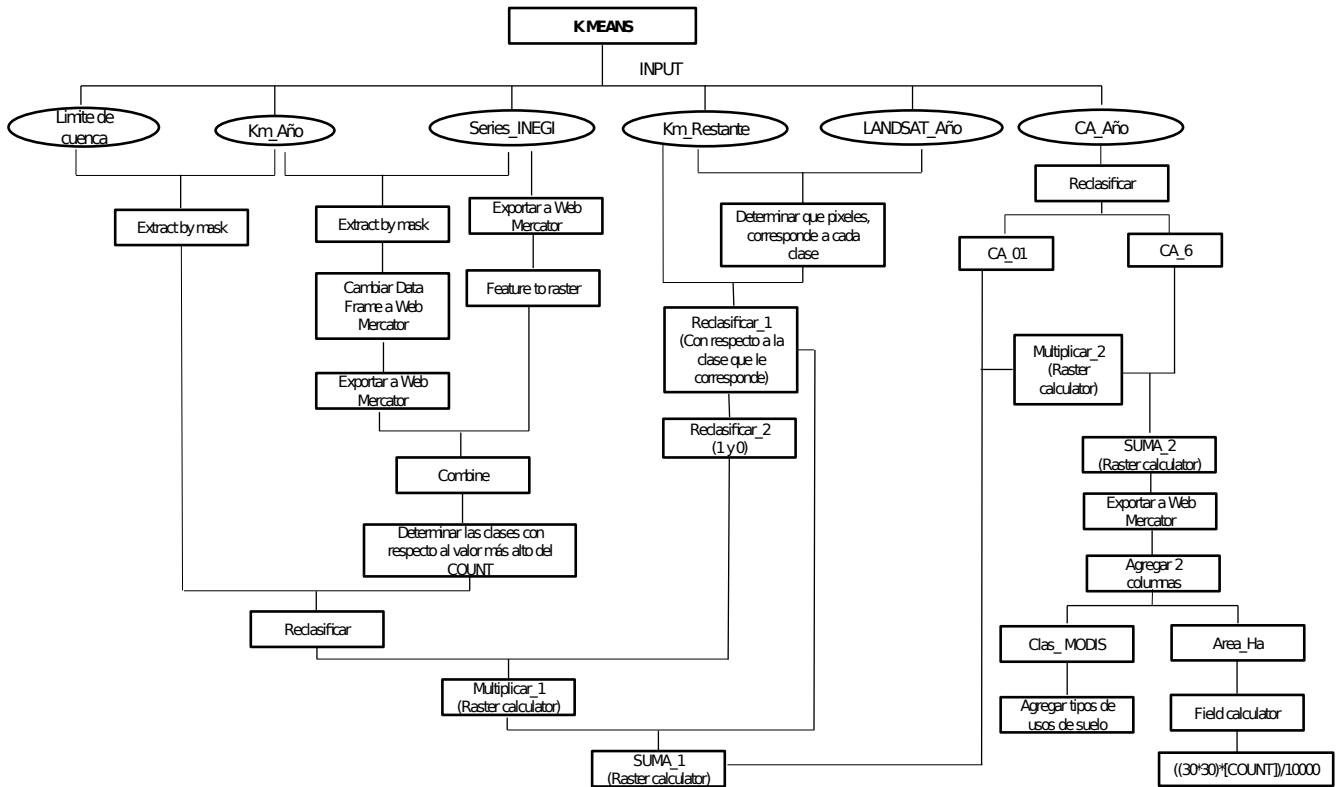 K MEANS
INPUT
Limite de
cuenca
Km_Año
Series_INEGI
Km_Restante
LANDSAT_Año
CA_Año
Reclasificar
Extract by mask
Extract by mask
Exportar a Web
Mercator
Determinar que pixeles,
corresponde a cada
clase
CA_01
CA_6
Cambiar Data
Frame a Web
Mercator
Feature to raster
Reclasificar_1
(Con respecto a la
clase que le
corresponde)
Multiplicar_2
(Raster
calculator)
Exportar a Web
Mercator
Reclasificar_2
(1 y 0)
SUMA_2
(Raster calculator)
Combine
Exportar a Web
Mercator
Determinar las clases con
respecto al valor más alto del
COUNT
Agregar 2
columnas
Reclasificar
Clas_ MODIS
Area_Ha
Multiplicar_1
(Raster calculator)
Agregar tipos de
usos de suelo
Field calculator
SUMA_1
(Raster calculator)
((30*30)*[COUNT])/10000